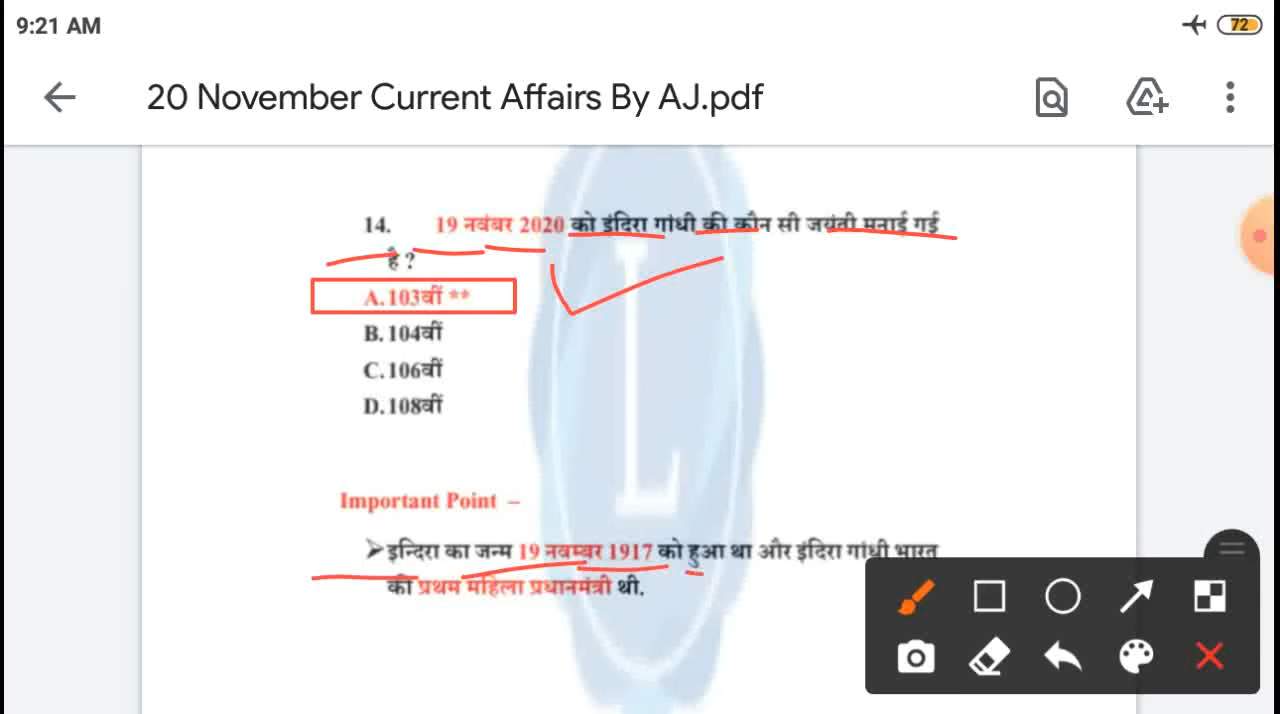 9:21 AM
72
20 November Current Affairs By AJ.pdf
14. 19 नवंबर 2020 को इंदिरा गांधी की कौन सी जयंती मनाई गई
है ?
A. 103वीं **
B. 104वीं
C. 106वीं
D. 108वीं
L
Important Point –
➤ इन्दिरा का जन्म 19 नवम्बर 1917 को हुआ था और इंदिरा गांधी भारत
की प्रथम महिला प्रधानमंत्री थी.